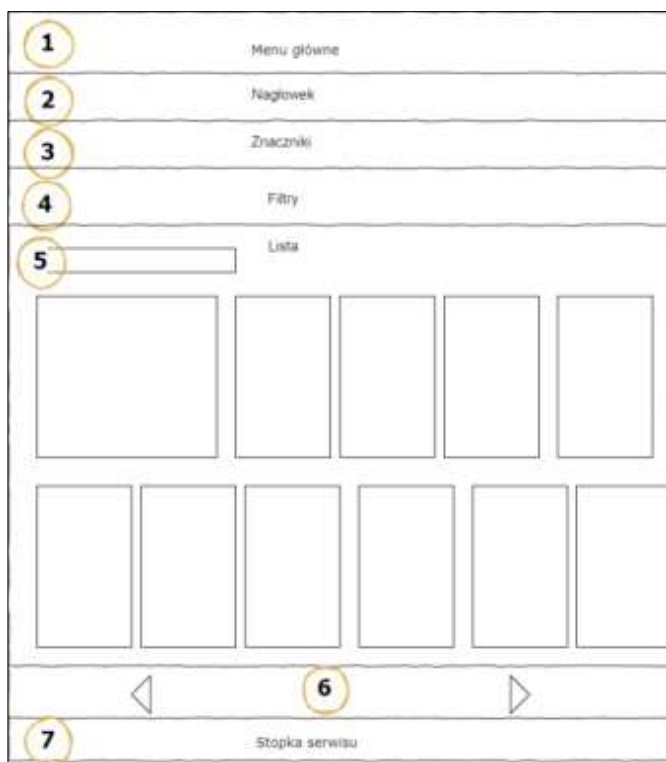 1
Menu główne
2
Nagłowek
3
Znaczniki
4
Filtry
5
Lista
6
7
Stopka serwisu